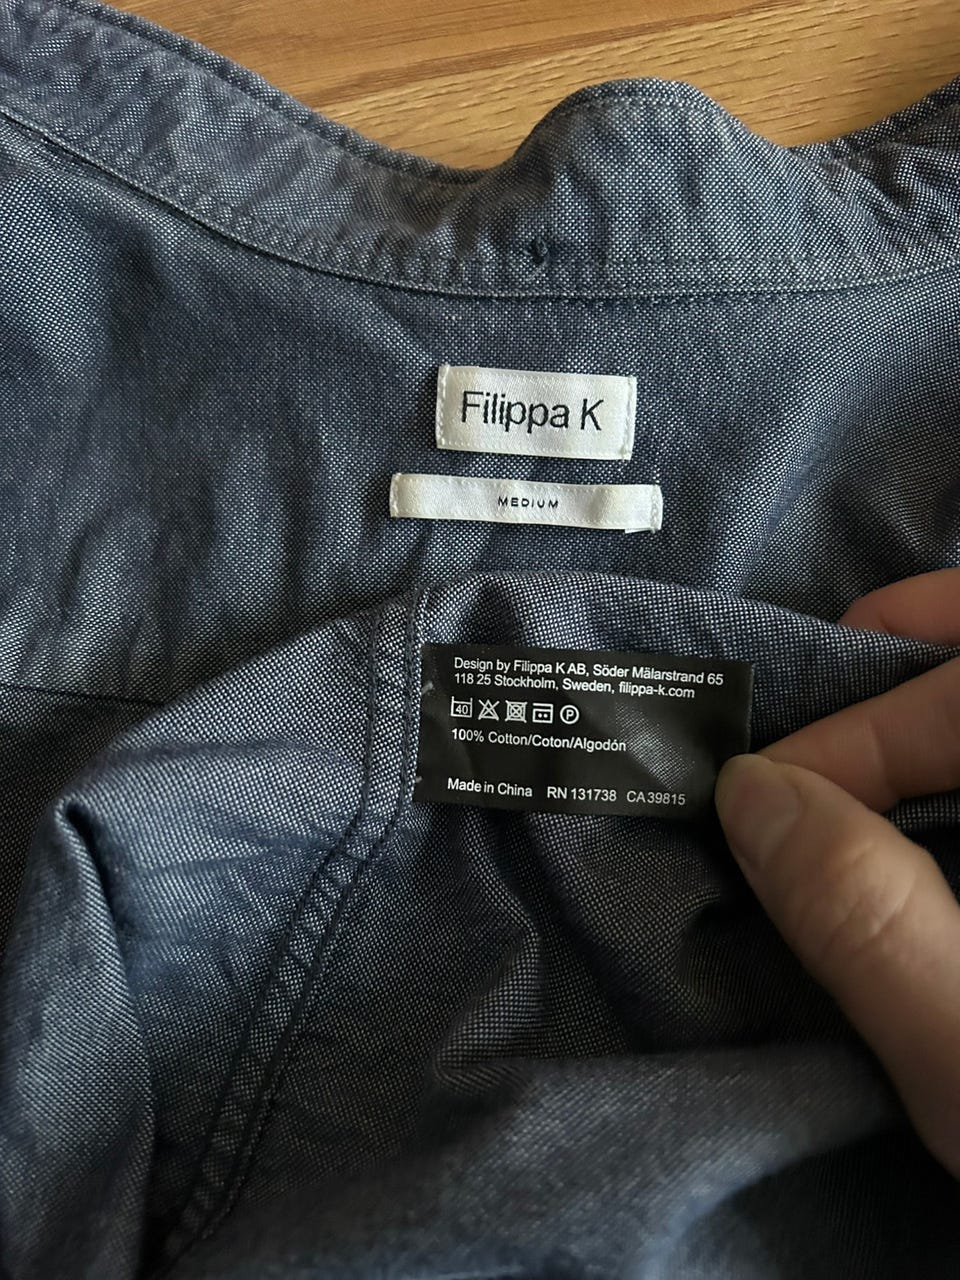 Filippa K
MEDIUM
Design by Filippa K AB, Söder Mälarstrand 65
118 25 Stockholm, Sweden, filippa-k.com
40 P
100% Cotton/Coton/Algodón
Made in China RN 131738 CA39815